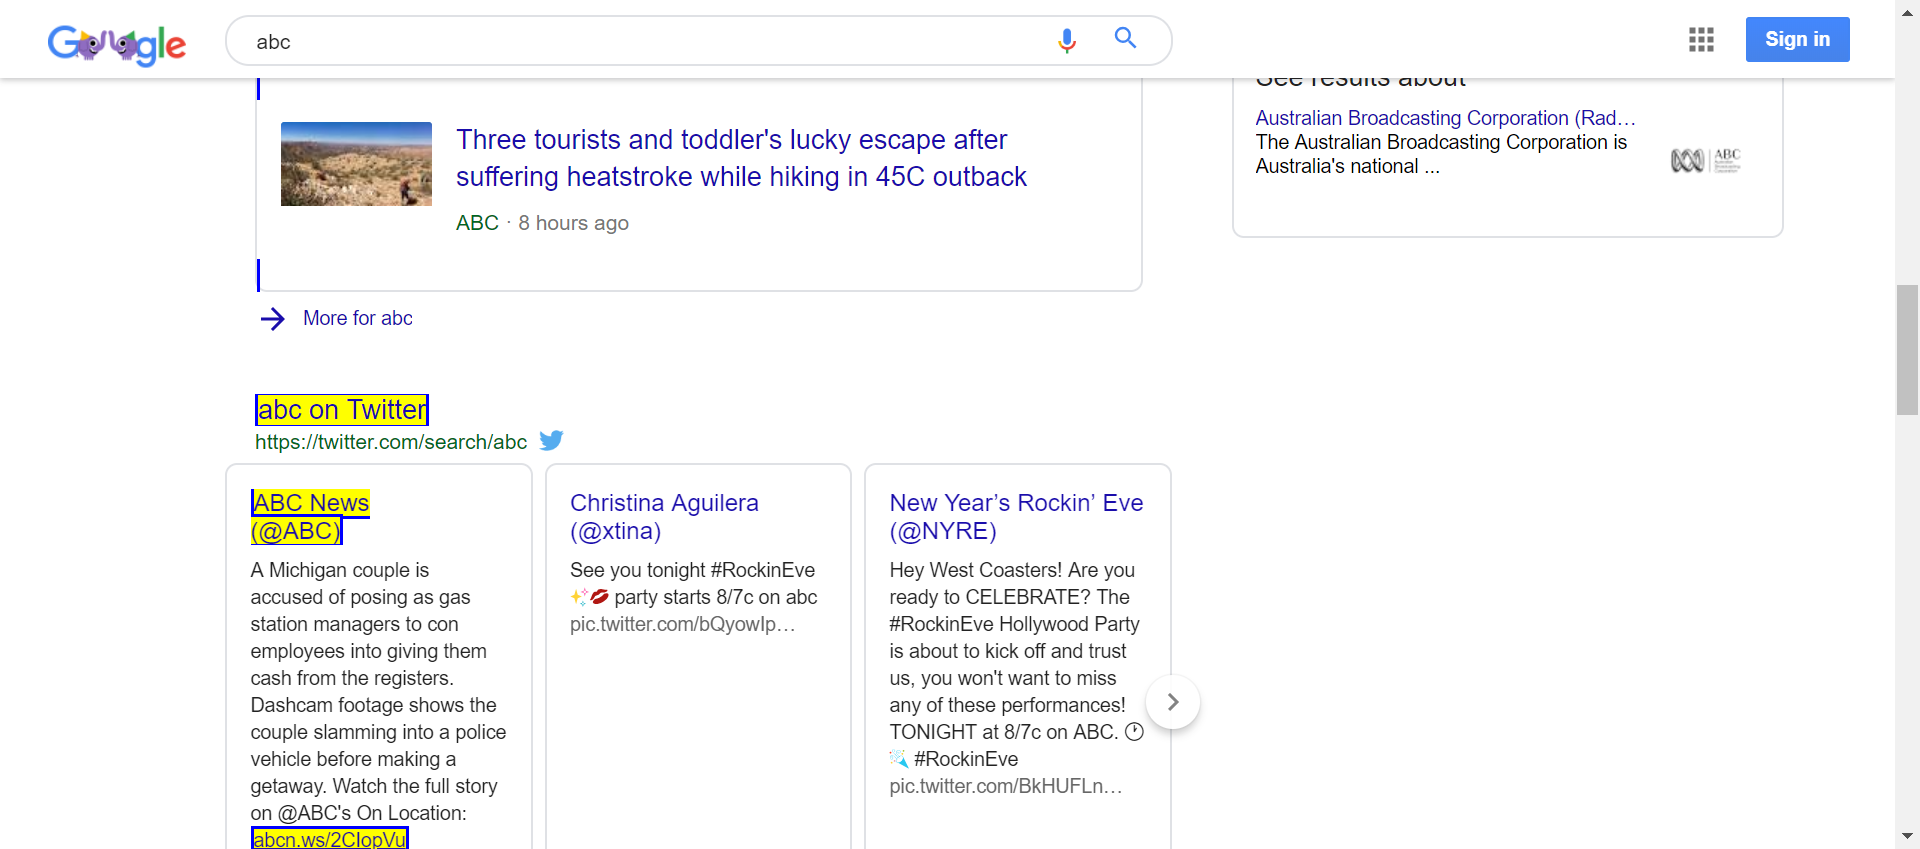 Google
abc
Sign in
See results about
Three tourists and toddler's lucky escape after
suffering heatstroke while hiking in 45C outback
ABC · 8 hours ago
Australian Broadcasting Corporation (Rad...
The Australian Broadcasting Corporation is
Australia's national ...
ABC
Australian
Broadcasting
Corporation
More for abc
abc on Twitter
https://twitter.com/search/abc
ABC News
(@ABC)
A Michigan couple is
accused of posing as gas
station managers to con
employees into giving them
cash from the registers.
Dashcam footage shows the
couple slamming into a police
vehicle before making a
getaway. Watch the full story
on @ABC's On Location:
abcn.ws/2CIopVu
Christina Aguilera
(@xtina)
See you tonight #RockinEve
✨💋 party starts 8/7c on abc
pic.twitter.com/bQyowIp…
New Year’s Rockin’ Eve
(@NYRE)
Hey West Coasters! Are you
ready to CELEBRATE? The
#RockinEve Hollywood Party
is about to kick off and trust
us, you won't want to miss
any of these performances!
TONIGHT at 8/7c on ABC. 🕐
🎉 #RockinEve
pic.twitter.com/BkHUFLn…